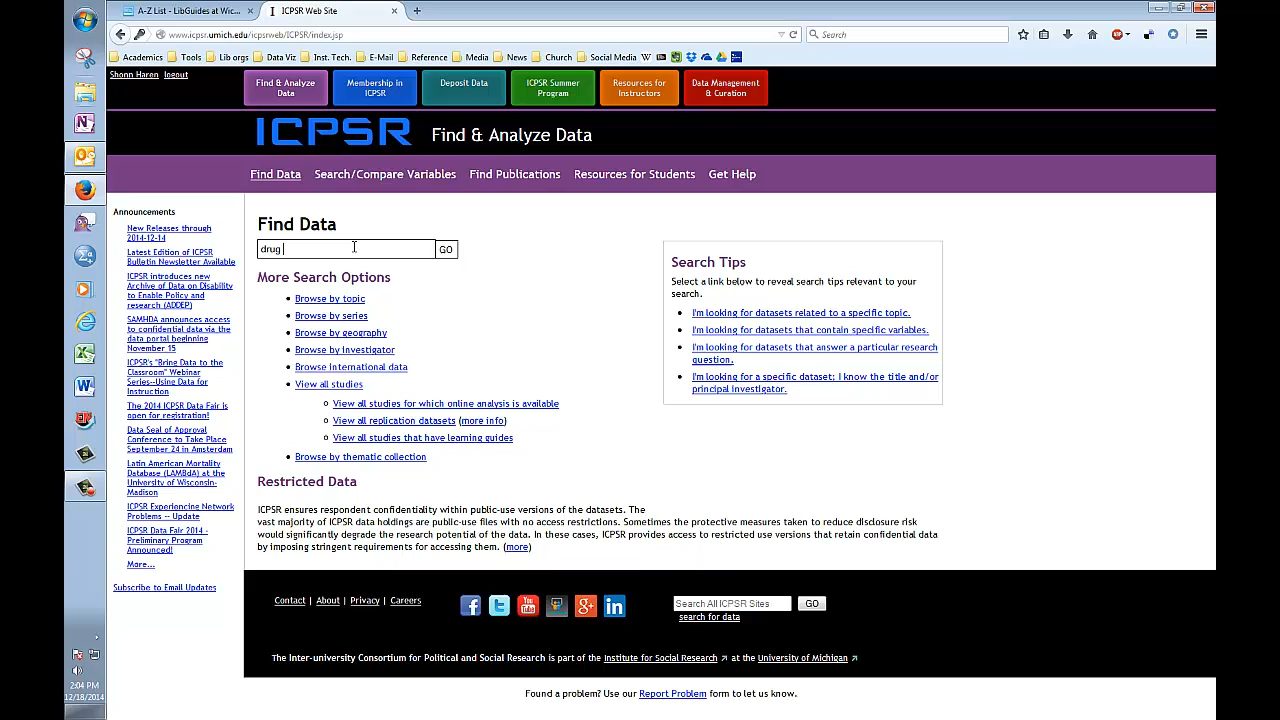 A-Z List - LibGuides at Wic...
ICPSR Web Site
www.icpsr.umich.edu/icpsrweb/ICPSR/index.jsp
Search
Academics
Tools
Lib orgs
Data Viz
Inst. Tech.
E-Mail
Reference
Media
News
Church
Social Media
Shonn Haren logout
Find & Analyze
Data
Membership in
ICPSR
Deposit Data
ICPSR Summer
Program
Resources for
Instructors
Data Management
& Curation
ICPSR Find & Analyze Data
Find Data
Search/Compare Variables
Find Publications
Resources for Students
Get Help
Announcements
New Releases through
2014-12-14
Latest Edition of ICPSR
Bulletin Newsletter Available
ICPSR introduces new
Archive of Data on Disability
to Enable Policy and
research (ADDEP)
SAMHDA announces access
to confidential data via the
data portal beginning
November 15
ICPSR's "Bring Data to the
Classroom" Webinar
Series--Using Data for
Instruction
The 2014 ICPSR Data Fair is
open for registration!
Data Seal of Approval
Conference to Take Place
September 24 in Amsterdam
Latin American Mortality
Database (LAMBdA) at the
University of Wisconsin-
Madison
ICPSR Experiencing Network
Problems -- Update
ICPSR Data Fair 2014 -
Preliminary Program
Announced!
More...
Subscribe to Email Updates
Find Data
drug
GO
More Search Options
Browse by topic
Browse by series
Browse by geography
Browse by investigator
Browse international data
View all studies
View all studies for which online analysis is available
View all replication datasets (more info)
View all studies that have learning guides
Browse by thematic collection
Search Tips
Select a link below to reveal search tips relevant to your
search.
I'm looking for datasets related to a specific topic.
I'm looking for datasets that contain specific variables.
I'm looking for datasets that answer a particular research
question.
I'm looking for a specific dataset; I know the title and/or
principal investigator.
Restricted Data
ICPSR ensures respondent confidentiality within public-use versions of the datasets. The
vast majority of ICPSR data holdings are public-use files with no access restrictions. Sometimes the protective measures taken to reduce disclosure risk
would significantly degrade the research potential of the data. In these cases, ICPSR provides access to restricted use versions that retain confidential data
by imposing stringent requirements for accessing them. (more)
Contact | About | Privacy | Careers
Search All ICPSR Sites
GO
search for data
The Inter-university Consortium for Political and Social Research is part of the Institute for Social Research at the University of Michigan
Found a problem? Use our Report Problem form to let us know.
2:04 PM
12/18/2014